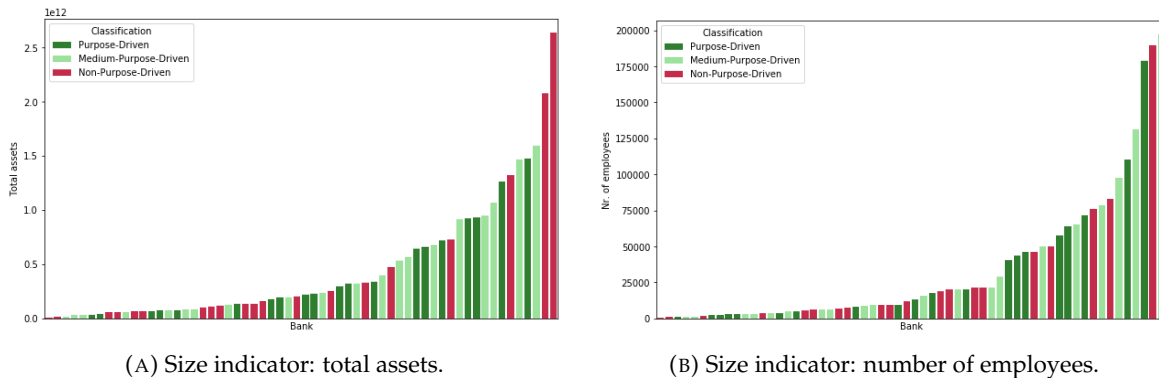 1e12
Classification
Purpose-Driven
Medium-Purpose-Driven
Non-Purpose-Driven
Total assets
2.5
2.0
1.5
1.0
0.5
0.0
Bank
(A) Size indicator: total assets.
Classification
Purpose-Driven
Medium-Purpose-Driven
Non-Purpose-Driven
Nr. of employees
200000
175000
150000
125000
100000
75000
50000
25000
0
Bank
(B) Size indicator: number of employees.